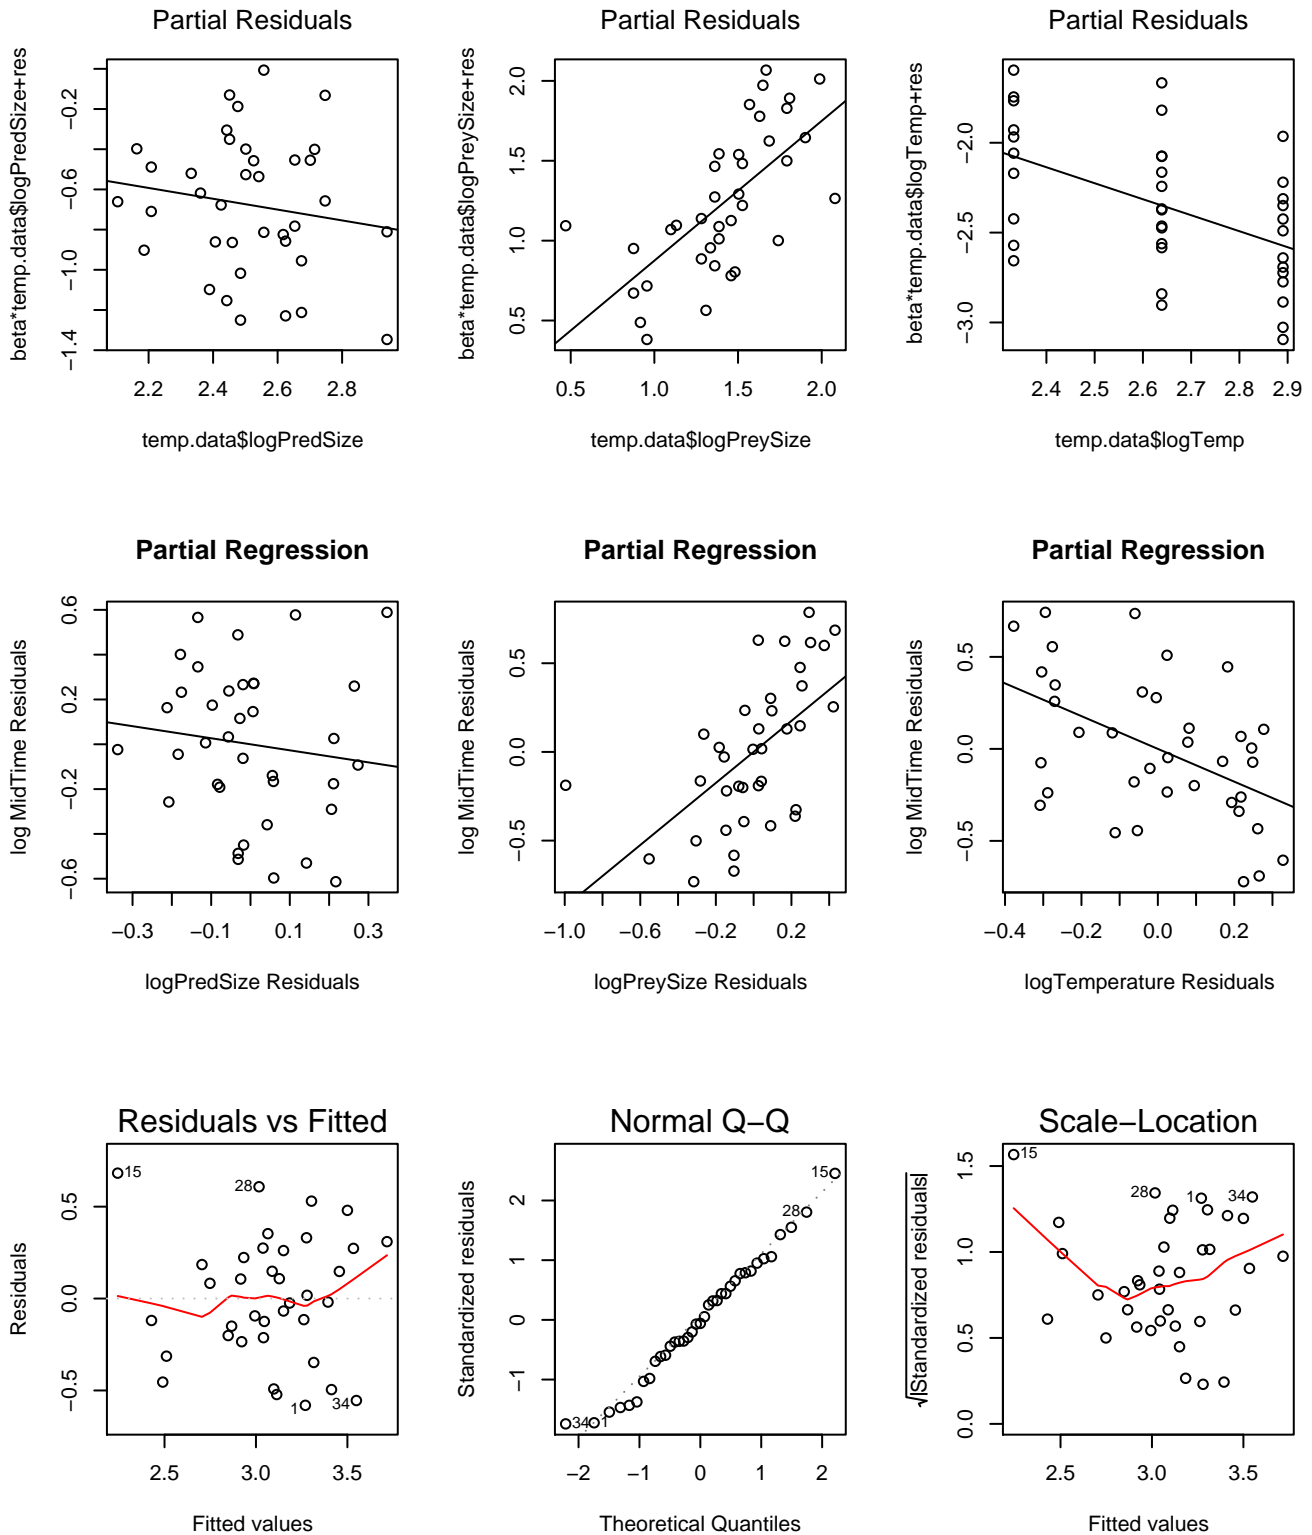 Partial Residuals
beta*temp.data$logPredSize+res
−0.2
−0.6
−1.0
−1.4
2.2 2.4 2.6 2.8
temp.data$logPredSize
Partial Residuals
beta*temp.data$logPreySize+res
2.0
1.5
1.0
0.5
0.5 1.0 1.5 2.0
temp.data$logPreySize
Partial Residuals
beta*temp.data$logTemp+res
−2.0
−2.5
−3.0
2.4 2.5 2.6 2.7 2.8 2.9
temp.data$logTemp
Partial Regression
log MidTime Residuals
0.6
0.2
−0.2
−0.6
−0.3 −0.1 0.1 0.3
logPredSize Residuals
Partial Regression
log MidTime Residuals
0.5
0.0
−0.5
−1.0 −0.6 −0.2 0.2
logPreySize Residuals
Partial Regression
log MidTime Residuals
0.5
0.0
−0.5
−0.4 −0.2 0.0 0.2
logTemperature Residuals
Residuals vs Fitted
Residuals
0.5
0.0
−0.5
15
28
1
34
2.5 3.0 3.5
Fitted values
Normal Q−Q
Standardized residuals
2
1
0
−1
15
28
34 1
−2 −1 0 1 2
Theoretical Quantiles
Scale−Location
√|Standardized residuals|
1.5
1.0
0.5
0.0
15
28
1
34
2.5 3.0 3.5
Fitted values